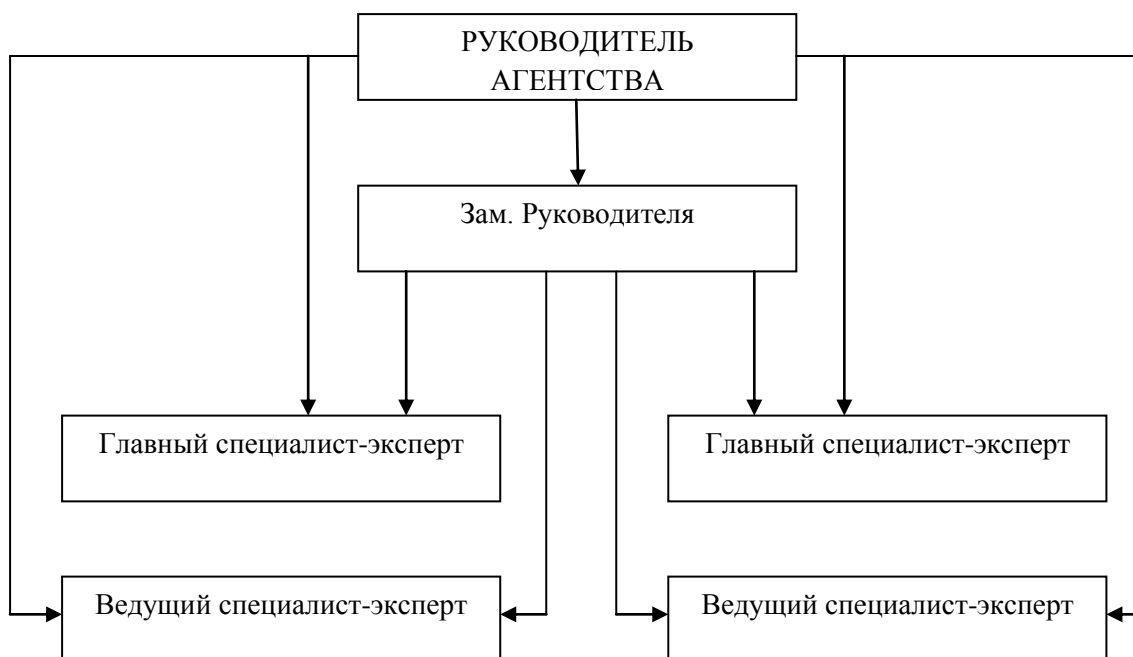 РУКОВОДИТЕЛЬ
АГЕНТСТВА
Зам. Руководителя
Главный специалист-эксперт
Главный специалист-эксперт
Ведущий специалист-эксперт
Ведущий специалист-эксперт